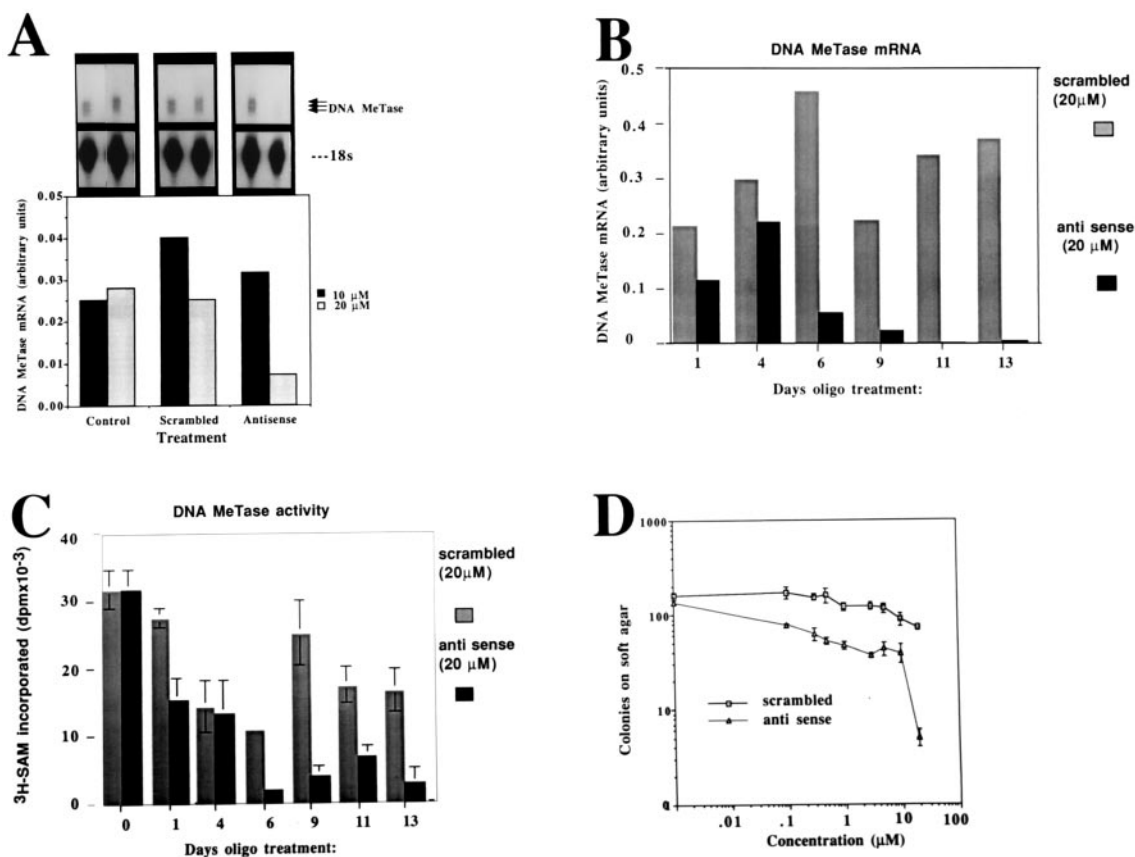 A
DNA MeTase
---18s
DNA MeTase mRNA (arbitrary units)
0.05
0.04
0.03
0.02
0.01
0.00
10 μM
20 μM
Control Scrambled Antisense
Treatment
B
DNA MeTase mRNA
DNA MeTase mRNA (arbitrary units)
0.5
0.4
0.3
0.2
0.1
0
1 4 6 9 11 13
Days oligo treatment:
scrambled
(20μM)
anti sense
(20 μM)
C
DNA MeTase activity
³H-SAM incorporated (dpmx10⁻³)
40
30
20
10
0
0 1 4 6 9 11 13
Days oligo treatment:
scrambled
(20μM)
anti sense
(20 μM)
D
Colonies on soft agar
1000
100
10
scrambled
anti sense
.01 .1 1 10 100
Concentration (μM)